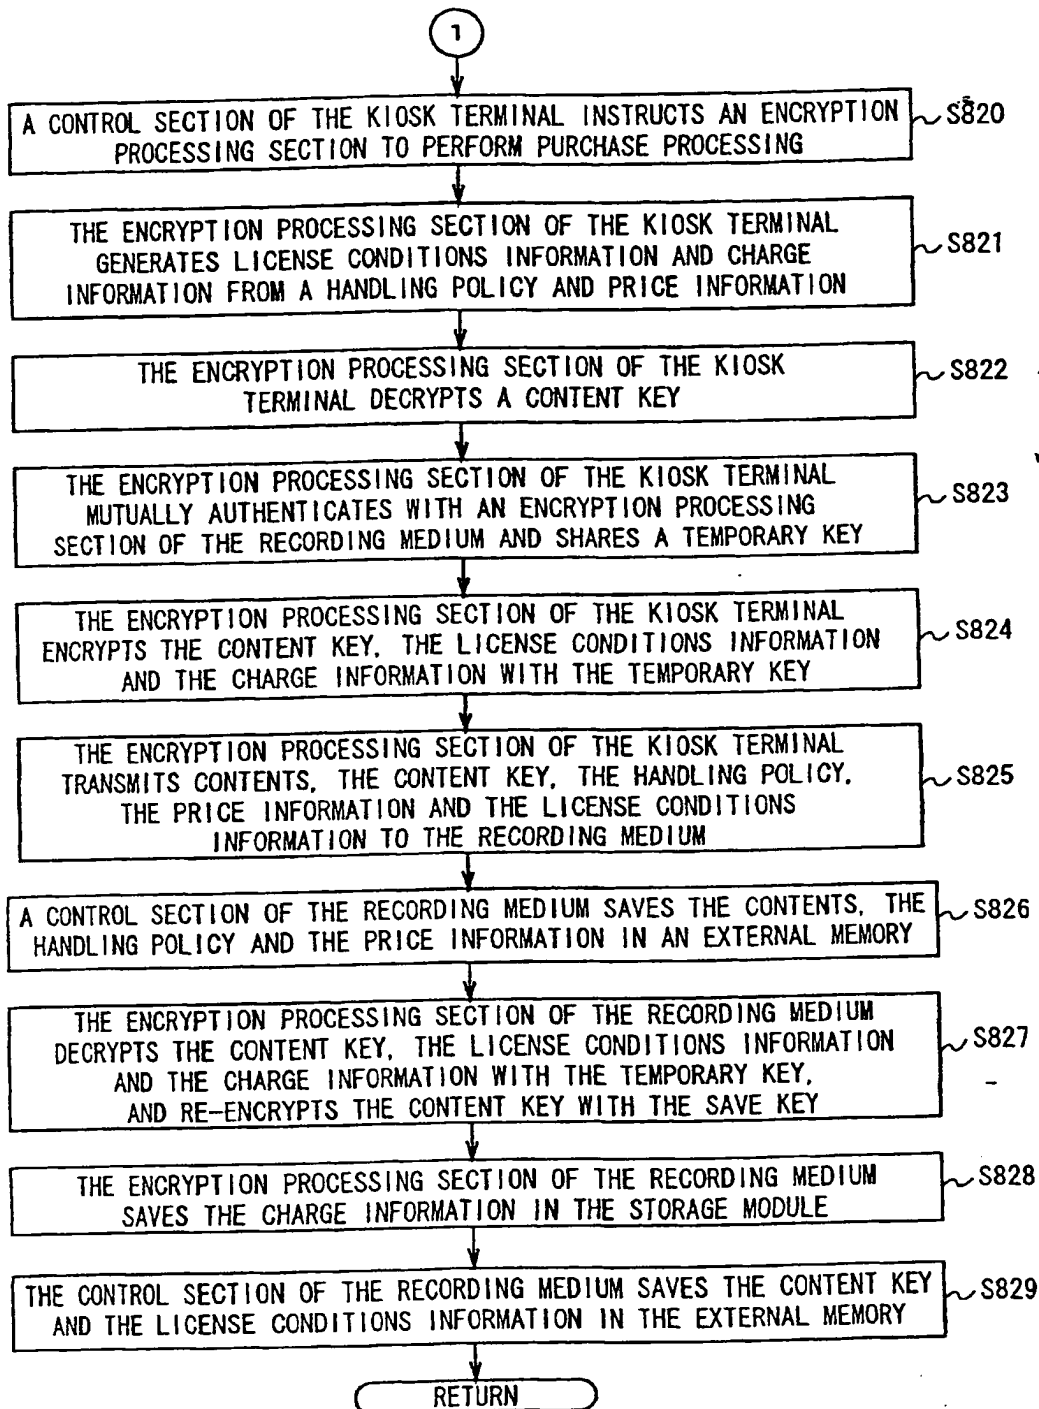 1
A CONTROL SECTION OF THE KIOSK TERMINAL INSTRUCTS AN ENCRYPTION
PROCESSING SECTION TO PERFORM PURCHASE PROCESSING
S820
THE ENCRYPTION PROCESSING SECTION OF THE KIOSK TERMINAL
GENERATES LICENSE CONDITIONS INFORMATION AND CHARGE
INFORMATION FROM A HANDLING POLICY AND PRICE INFORMATION
S821
THE ENCRYPTION PROCESSING SECTION OF THE KIOSK
TERMINAL DECRYPTS A CONTENT KEY
S822
THE ENCRYPTION PROCESSING SECTION OF THE KIOSK TERMINAL
MUTUALLY AUTHENTICATES WITH AN ENCRYPTION PROCESSING
SECTION OF THE RECORDING MEDIUM AND SHARES A TEMPORARY KEY
S823
THE ENCRYPTION PROCESSING SECTION OF THE KIOSK TERMINAL
ENCRYPTS THE CONTENT KEY, THE LICENSE CONDITIONS INFORMATION
AND THE CHARGE INFORMATION WITH THE TEMPORARY KEY
S824
THE ENCRYPTION PROCESSING SECTION OF THE KIOSK TERMINAL
TRANSMITS CONTENTS, THE CONTENT KEY, THE HANDLING POLICY,
THE PRICE INFORMATION AND THE LICENSE CONDITIONS
INFORMATION TO THE RECORDING MEDIUM
S825
A CONTROL SECTION OF THE RECORDING MEDIUM SAVES THE CONTENTS, THE
HANDLING POLICY AND THE PRICE INFORMATION IN AN EXTERNAL MEMORY
S826
THE ENCRYPTION PROCESSING SECTION OF THE RECORDING MEDIUM
DECRYPTS THE CONTENT KEY, THE LICENSE CONDITIONS INFORMATION
AND THE CHARGE INFORMATION WITH THE TEMPORARY KEY,
AND RE-ENCRYPTS THE CONTENT KEY WITH THE SAVE KEY
S827
THE ENCRYPTION PROCESSING SECTION OF THE RECORDING MEDIUM
SAVES THE CHARGE INFORMATION IN THE STORAGE MODULE
S828
THE CONTROL SECTION OF THE RECORDING MEDIUM SAVES THE CONTENT KEY
AND THE LICENSE CONDITIONS INFORMATION IN THE EXTERNAL MEMORY
S829
RETURN